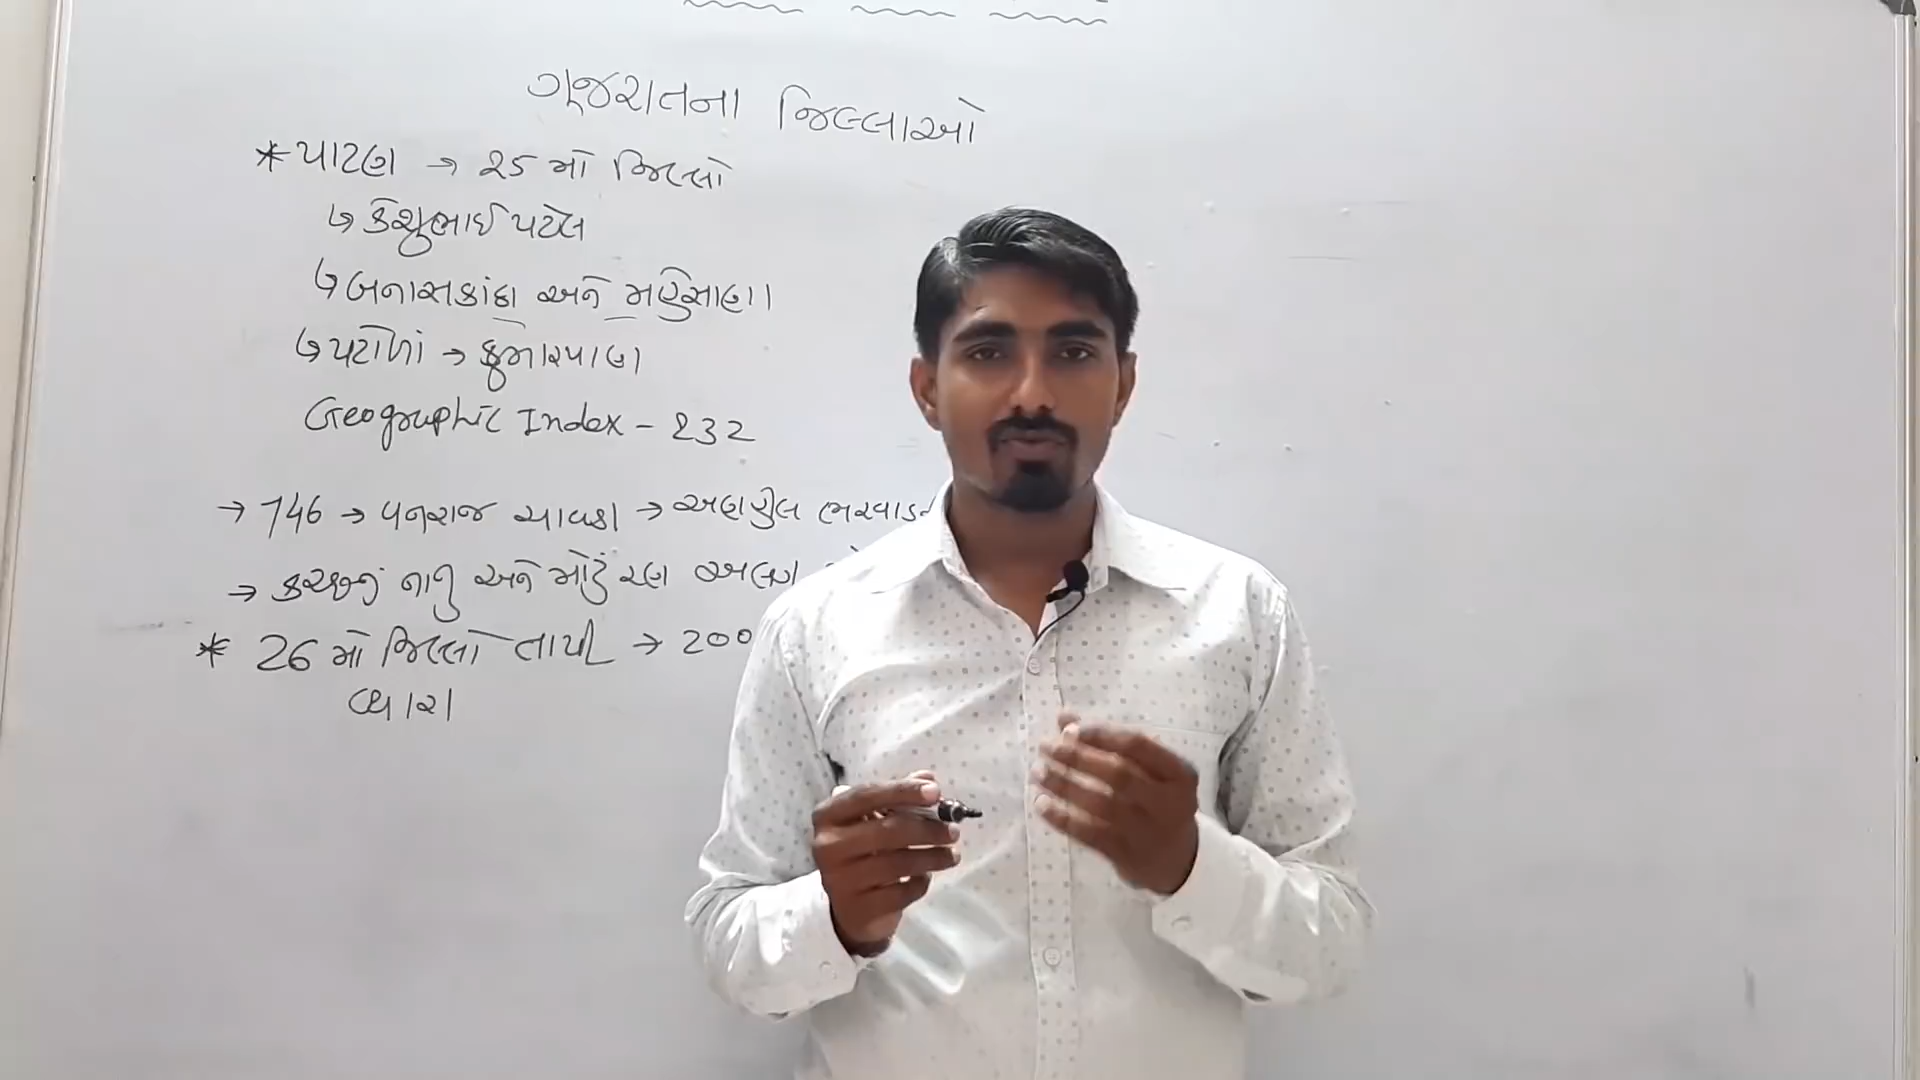 ગુજરાતના જિલ્લાઓ
* પાટણ → 25 મો જિલ્લો
↳ કેશુભાઈ પટેલ
↳ બનાસકાંઠા અને મહેસાણા
↳ પટોળાં → કુમારપાળ
Geographic Index - 232
→ 746 → વનરાજ ચાવડા → અણહીલ ભરવાડ
→ કચ્છનું નાનું અને મોટું રણ અલગ
* 26 મો જિલ્લો તાપી → 200
વ્યારા